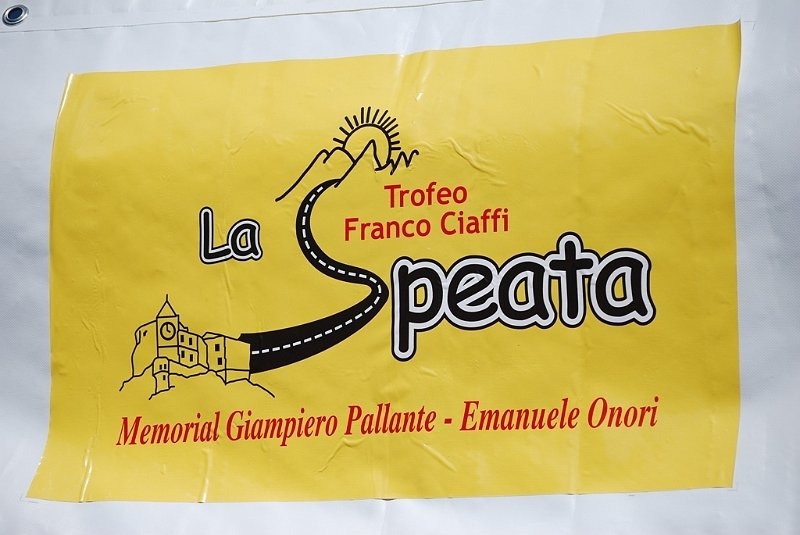 Trofeo
Franco Ciaffi
La Speata
Memorial Giampiero Pallante - Emanuele Onori